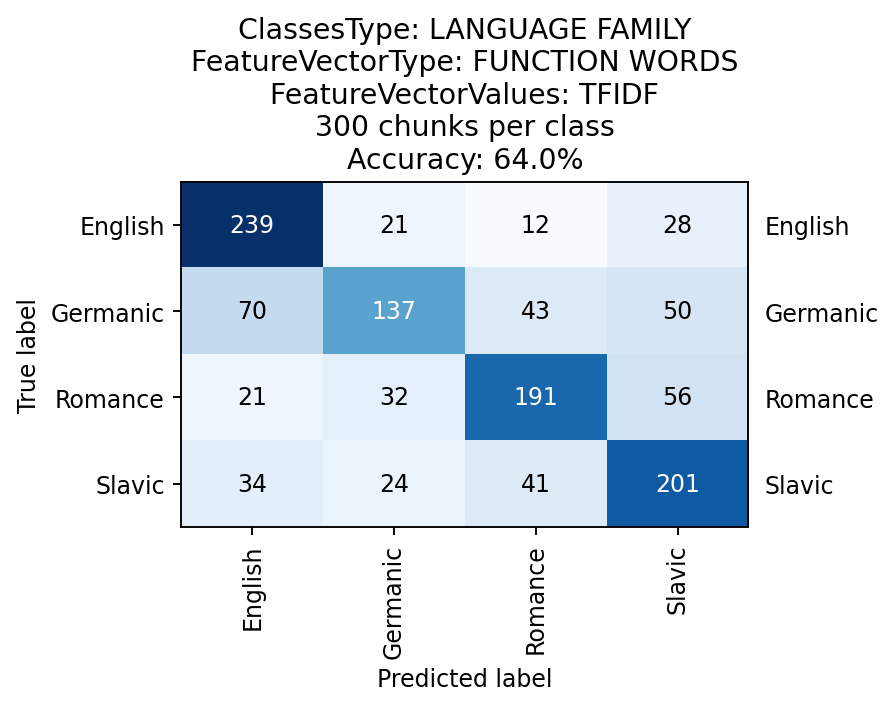 ClassesType: LANGUAGE FAMILY
FeatureVectorType: FUNCTION WORDS
FeatureVectorValues: TFIDF
300 chunks per class
Accuracy: 64.0%
English 239 21 12 28 English
Germanic 70 137 43 50 Germanic
Romance 21 32 191 56 Romance
Slavic 34 24 41 201 Slavic
True label
English Germanic Romance Slavic
Predicted label